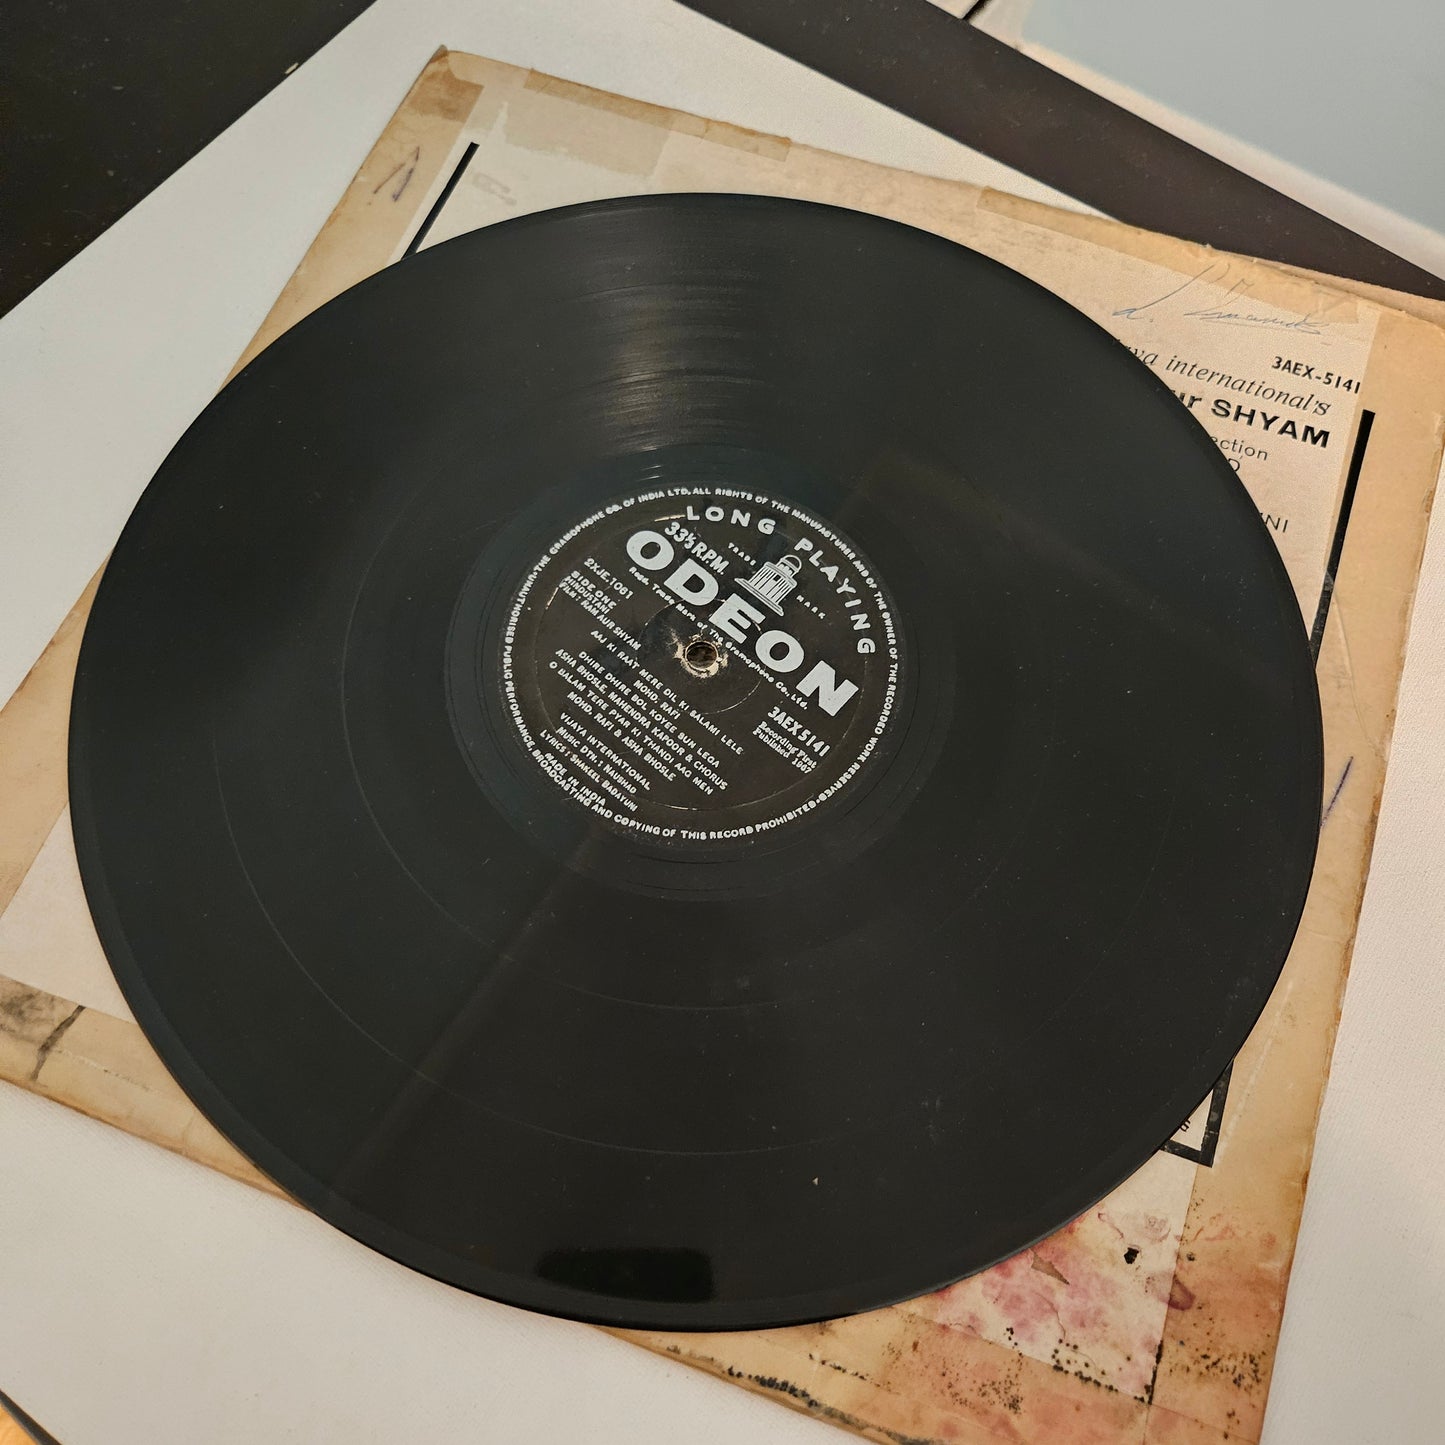 3AEX-5141
international's
SHYAM
LONG PLAYING
33⅓ R.P.M.
TRADE MARK
ODEON
Regd. Trade Mark of The Gramophone Co., Ltd.
2XJE.1061
SIDE ONE
HINDUSTANI
FILM : RAM AUR SHYAM
3AEX5141
Recording First
Published 1967
AAJ KI RAAT MERE DIL KI SALAMI LELE
MOHD. RAFI
DHIRE DHIRE BOL KOYEE SUN LEGA
ASHA BHOSLE, MAHENDRA KAPOOR & CHORUS
O BALAM TERE PYAR KI THANDI AAG MEN
MOHD. RAFI & ASHA BHOSLE
VIJAYA INTERNATIONAL
MUSIC DTN. : NAUSHAD
LYRICS : SHAKEEL BADAYUNI
MADE IN INDIA
THE GRAMOPHONE CO. OF INDIA LTD. ALL RIGHTS OF THE MANUFACTURER AND OF THE OWNER OF THE RECORDED WORK RESERVED • UNAUTHORISED PUBLIC PERFORMANCE, BROADCASTING AND COPYING OF THIS RECORD PROHIBITED •